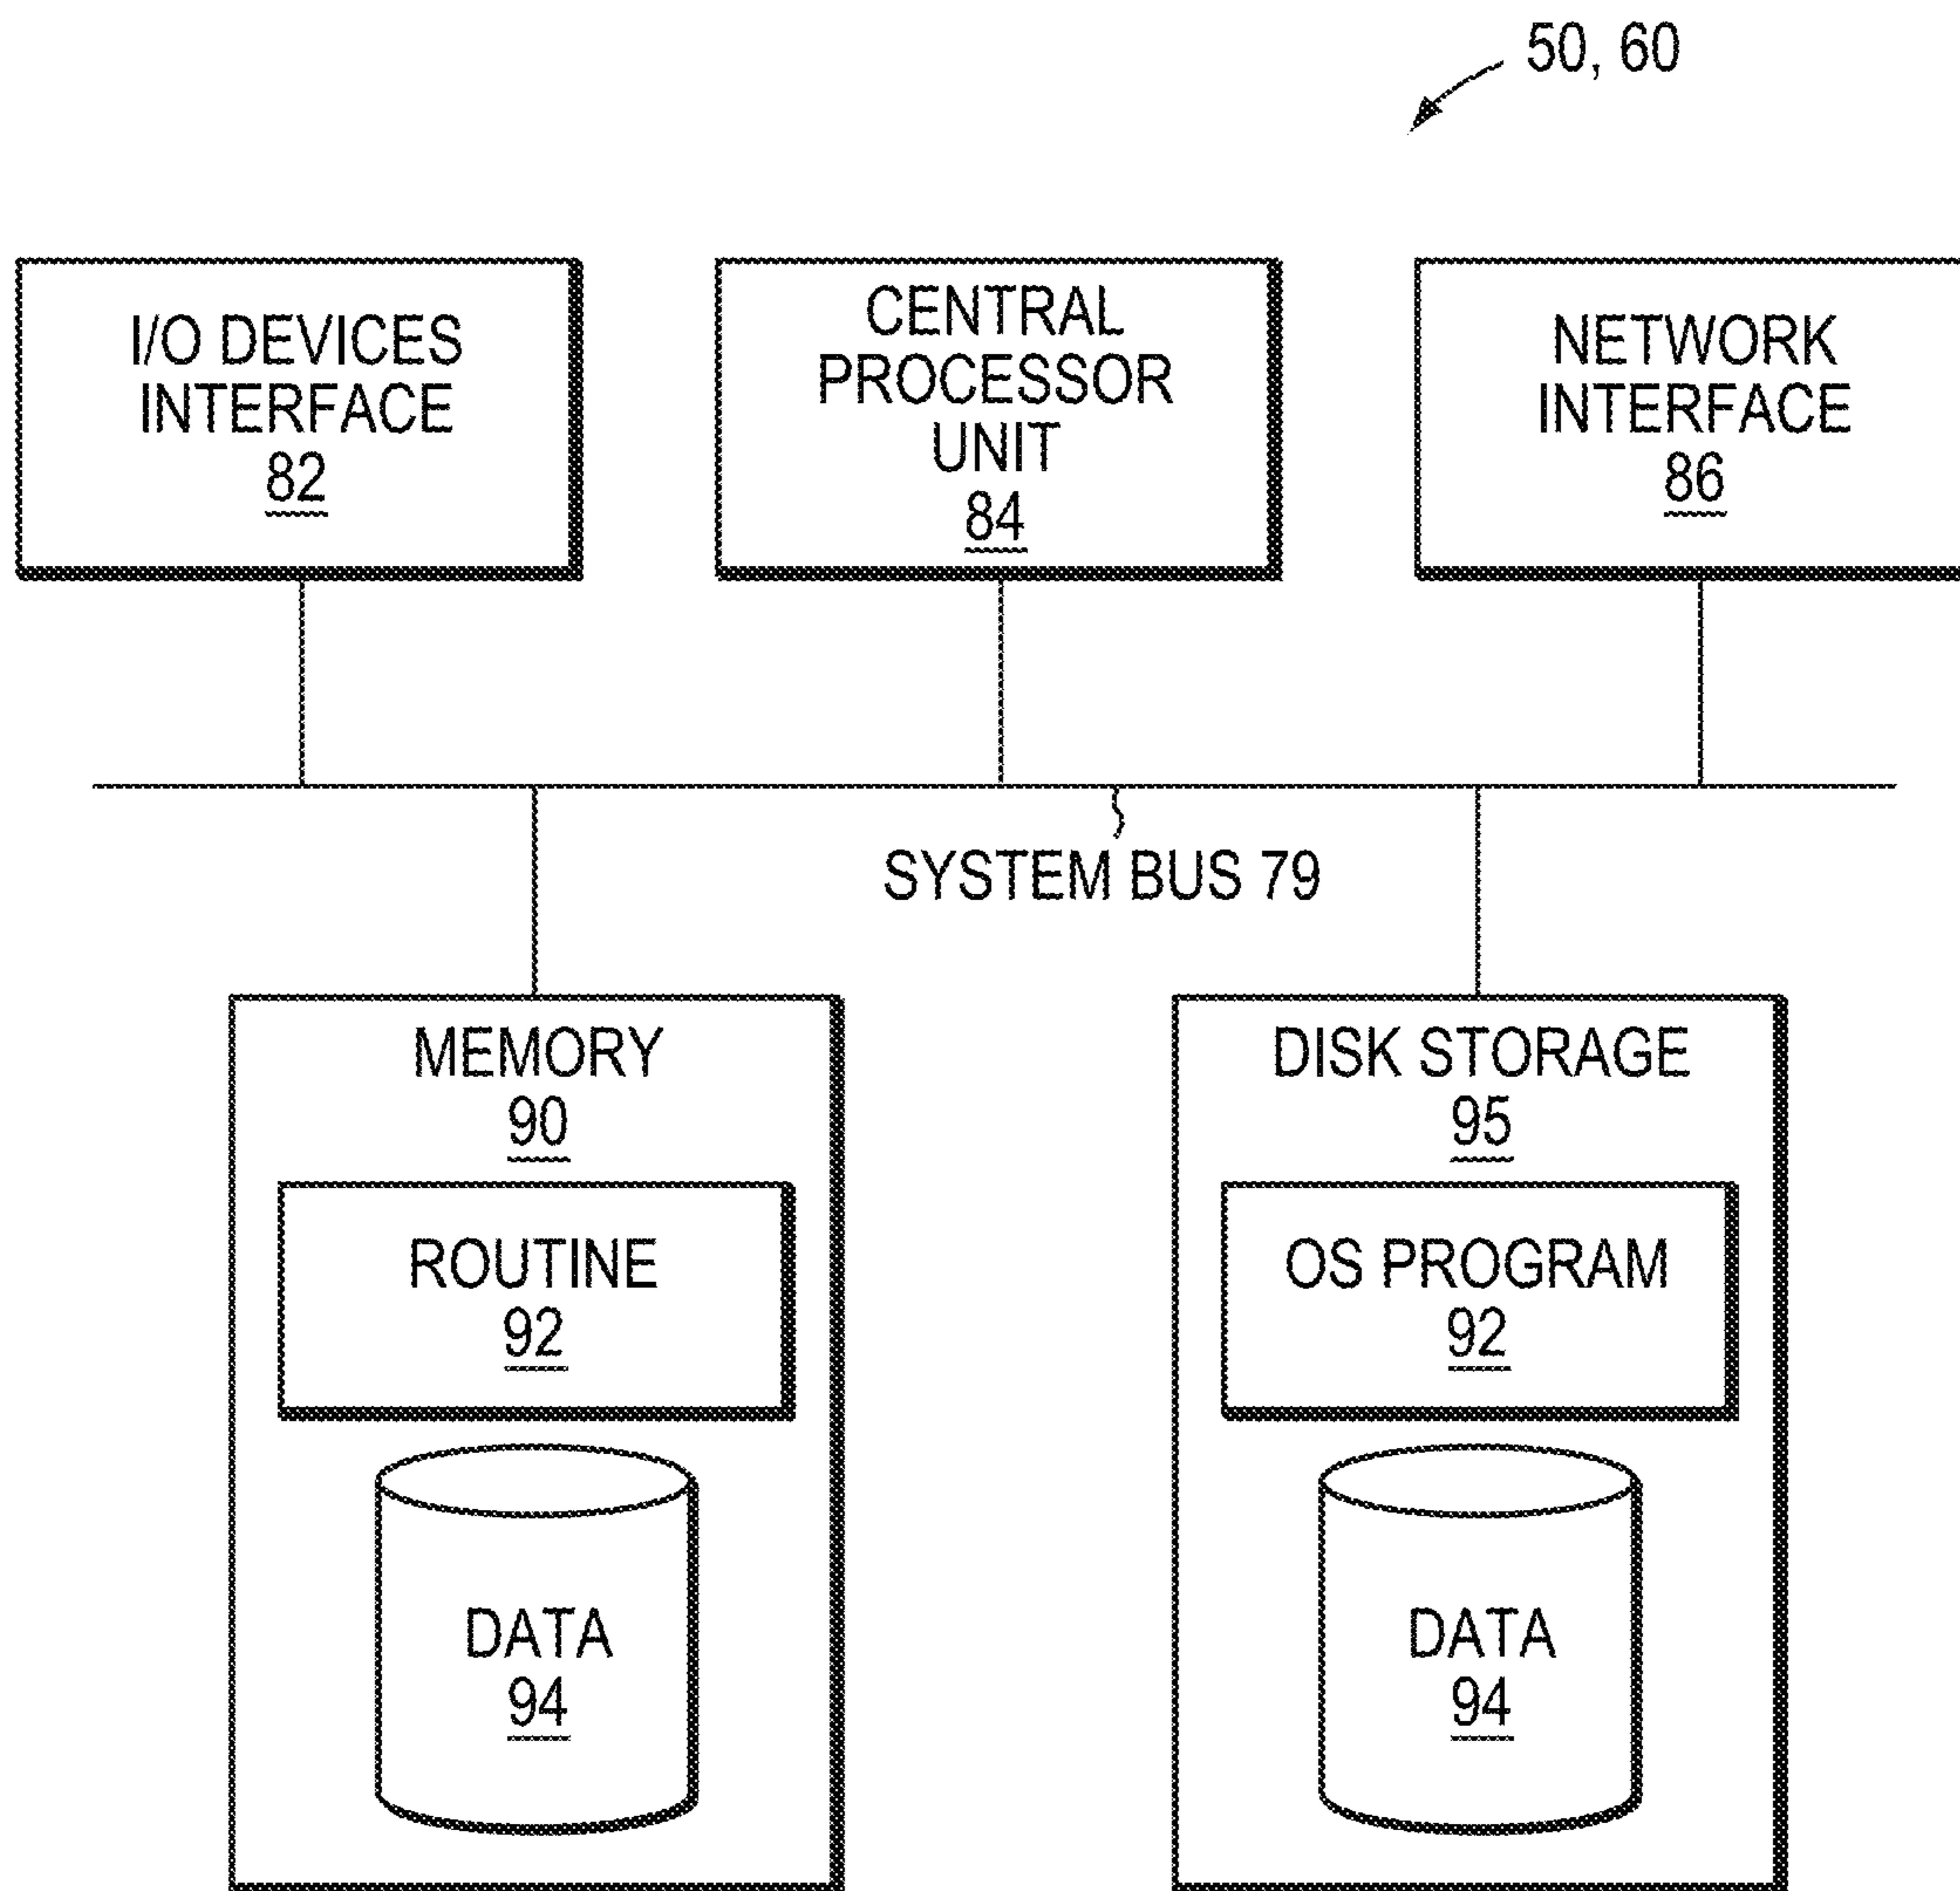 50, 60
I/O DEVICES
INTERFACE
82
CENTRAL
PROCESSOR
UNIT
84
NETWORK
INTERFACE
86
SYSTEM BUS 79
MEMORY
90
ROUTINE
92
DATA
94
DISK STORAGE
95
OS PROGRAM
92
DATA
94